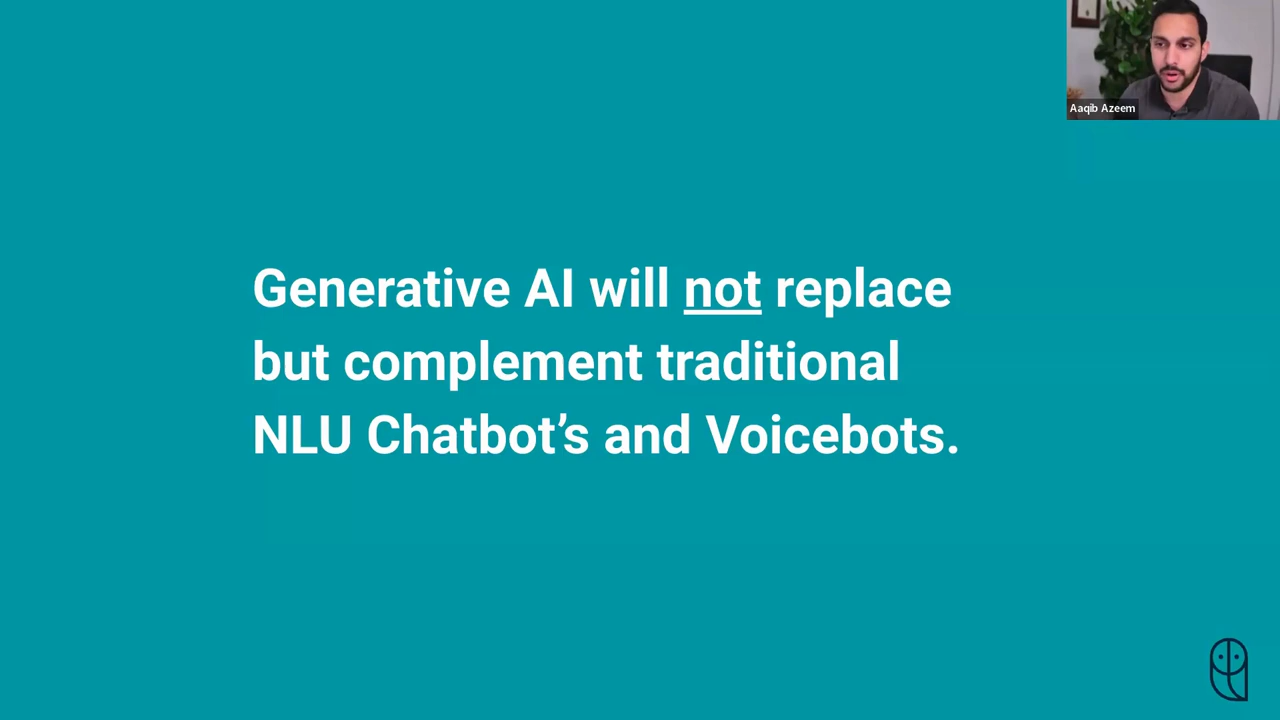 Aaqib Azeem
Generative AI will not replace
but complement traditional
NLU Chatbot’s and Voicebots.